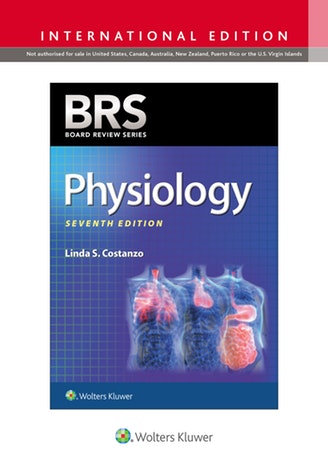 INTERNATIONAL EDITION
Not authorised for sale in United States, Canada, Australia, New Zealand, Puerto Rico or the U.S. Virgin Islands
BRS
BOARD REVIEW SERIES
Physiology
SEVENTH EDITION
Linda S. Costanzo
Wolters Kluwer
Wolters Kluwer